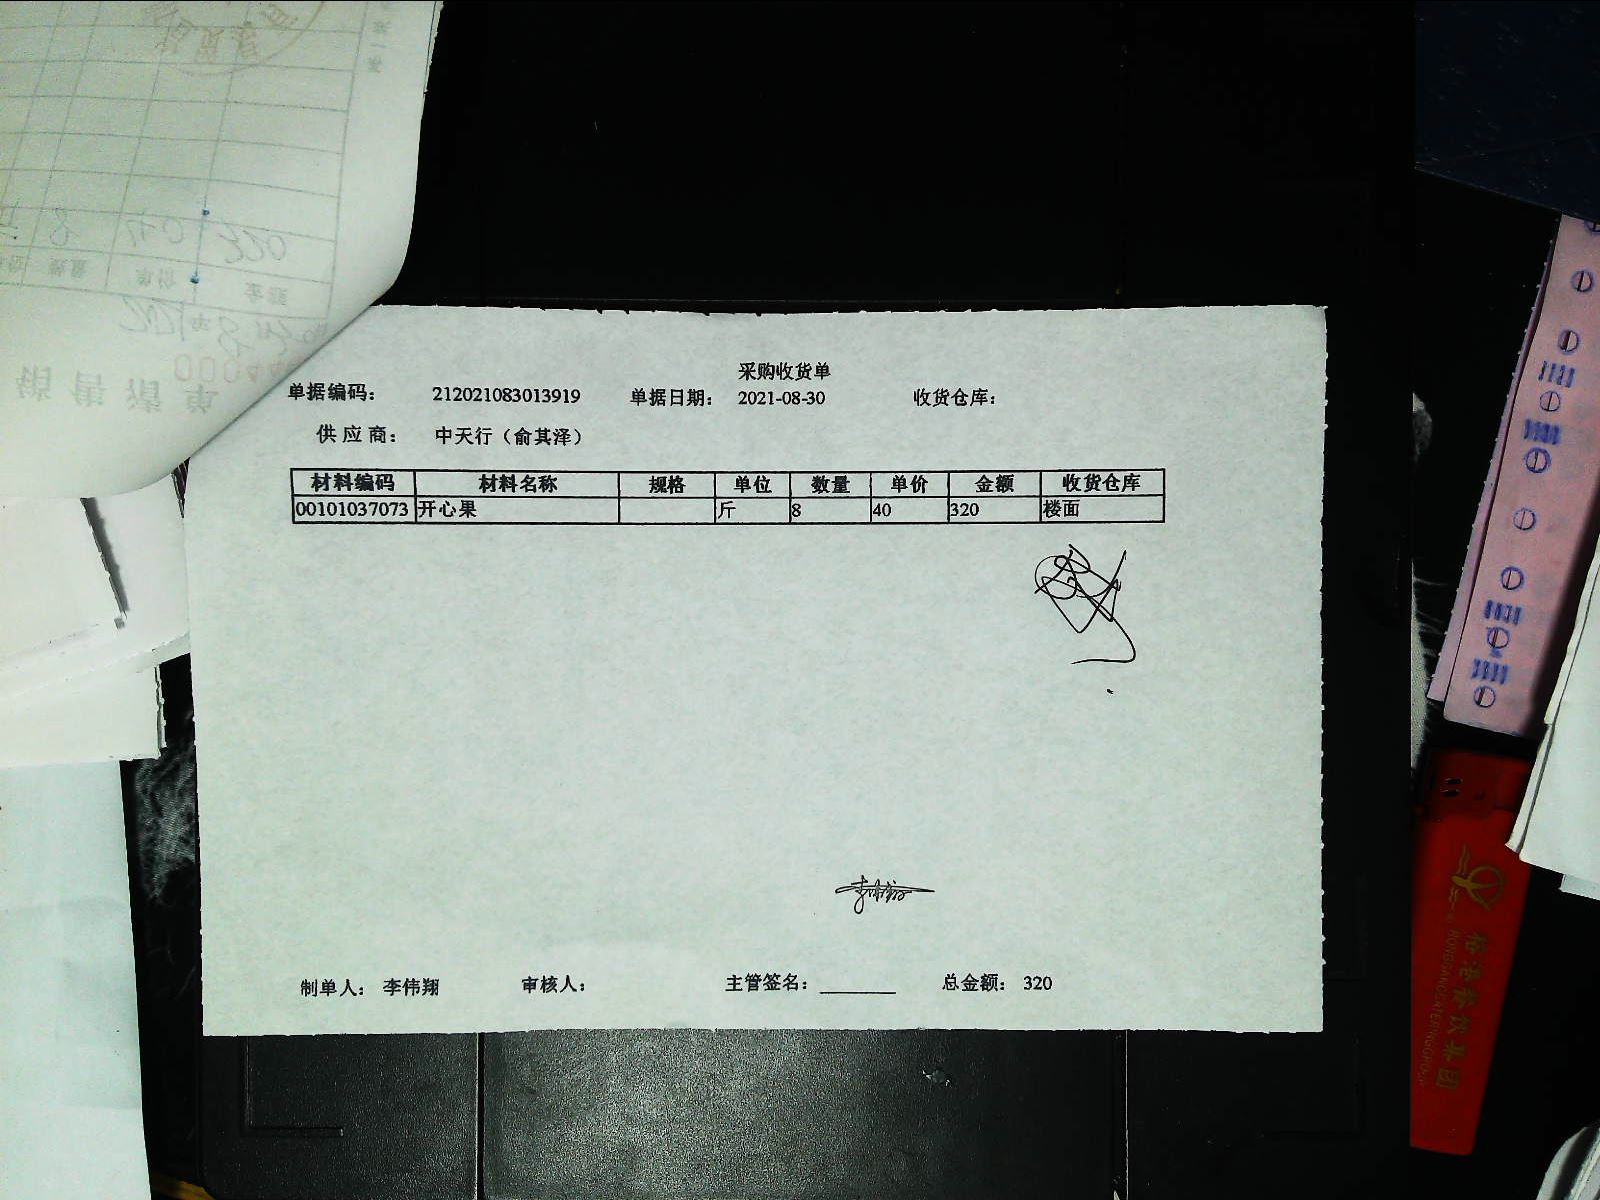 采购收货单
单据编码： 212021083013919 单据日期： 2021-08-30 收货仓库：
供应商： 中天行（俞其泽）
材料编码 材料名称 规格 单位 数量 单价 金额 收货仓库
00101037073 开心果 斤 8 40 320 楼面
制单人： 李伟翔 审核人： 主管签名：______ 总金额： 320